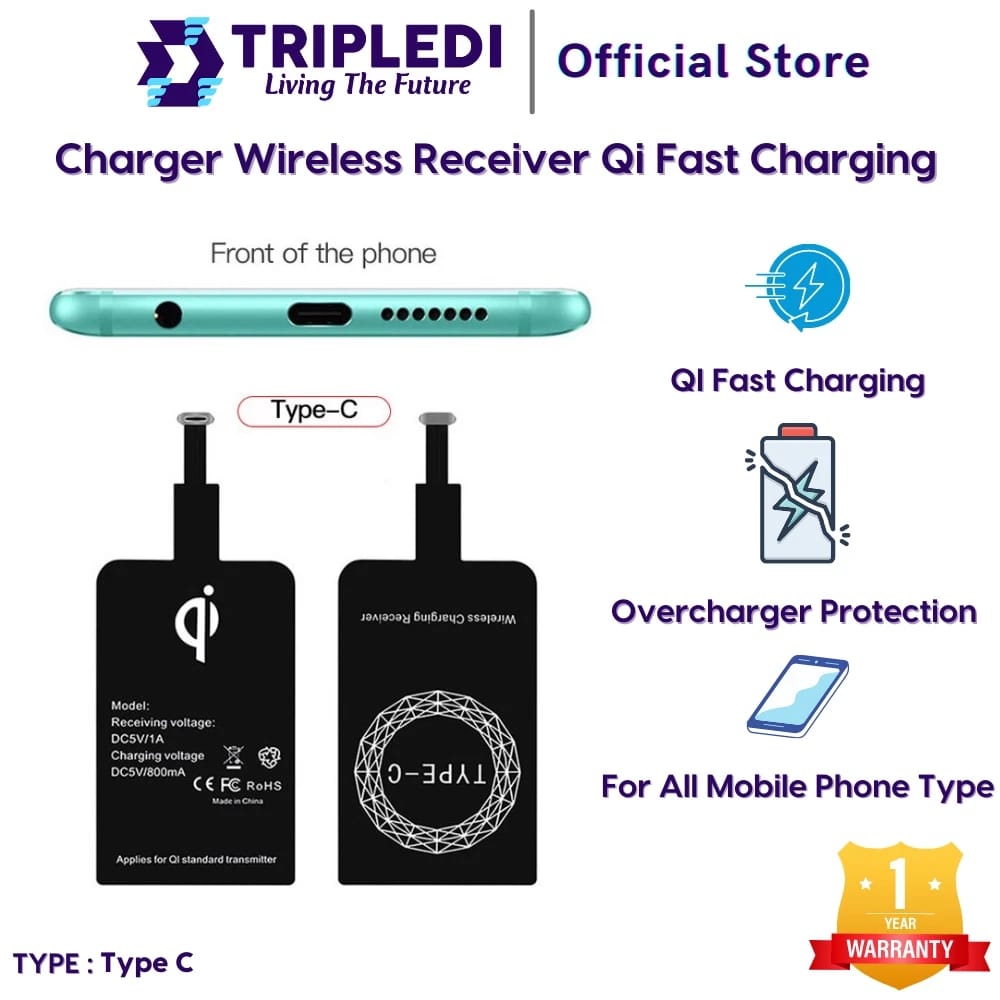 TRIPLEDI
Living The Future
Official Store
Charger Wireless Receiver Qi Fast Charging
Front of the phone
Type-C
QI Fast Charging
Overcharger Protection
For All Mobile Phone Type
qi
Model:
Receiving voltage:
DC5V/1A
Charging voltage
DC5V/800mA
CE FC RoHS
Made in China
Applies for QI standard transmitter
Wireless Charging Receiver
TYPE-C
1
YEAR
WARRANTY
TYPE : Type C